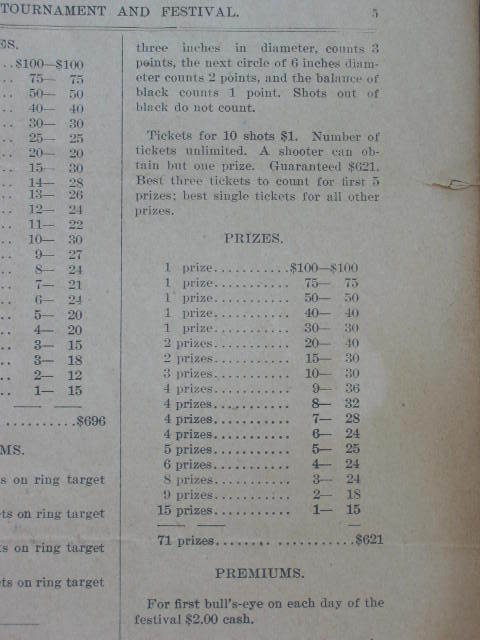 TOURNAMENT AND FESTIVAL. 5
ES.
..$100—$100
.. 75— 75
.. 50— 50
.. 40— 40
.. 30— 30
.. 25— 25
.. 20— 20
.. 15— 30
.. 14— 28
.. 13— 26
.. 12— 24
.. 11— 22
.. 10— 30
.. 9— 27
.. 8— 24
.. 7— 21
.. 6— 24
.. 5— 20
.. 4— 20
.. 3— 15
.. 3— 18
.. 2— 12
.. 1— 15
..........$696
MS.
s on ring target
ts on ring target
ts on ring target
ets on ring target
three inches in diameter, counts 3
points, the next circle of 6 inches diam-
eter counts 2 points, and the balance of
black counts 1 point. Shots out of
black do not count.
Tickets for 10 shots $1. Number of
tickets unlimited. A shooter can ob-
tain but one prize. Guaranteed $621.
Best three tickets to count for first 5
prizes; best single tickets for all other
prizes.
PRIZES.
1 prize...........$100—$100
1 prize........... 75— 75
1 prize........... 50— 50
1 prize........... 40— 40
1 prize........... 30— 30
2 prizes.......... 20— 40
2 prizes.......... 15— 30
3 prizes.......... 10— 30
4 prizes.......... 9— 36
4 prizes.......... 8— 32
4 prizes.......... 7— 28
4 prizes.......... 6— 24
5 prizes.......... 5— 25
6 prizes.......... 4— 24
8 prizes.......... 3— 24
9 prizes.......... 2— 18
15 prizes.......... 1— 15
71 prizes....................$621
PREMIUMS.
For first bull's-eye on each day of the
festival $2.00 cash.